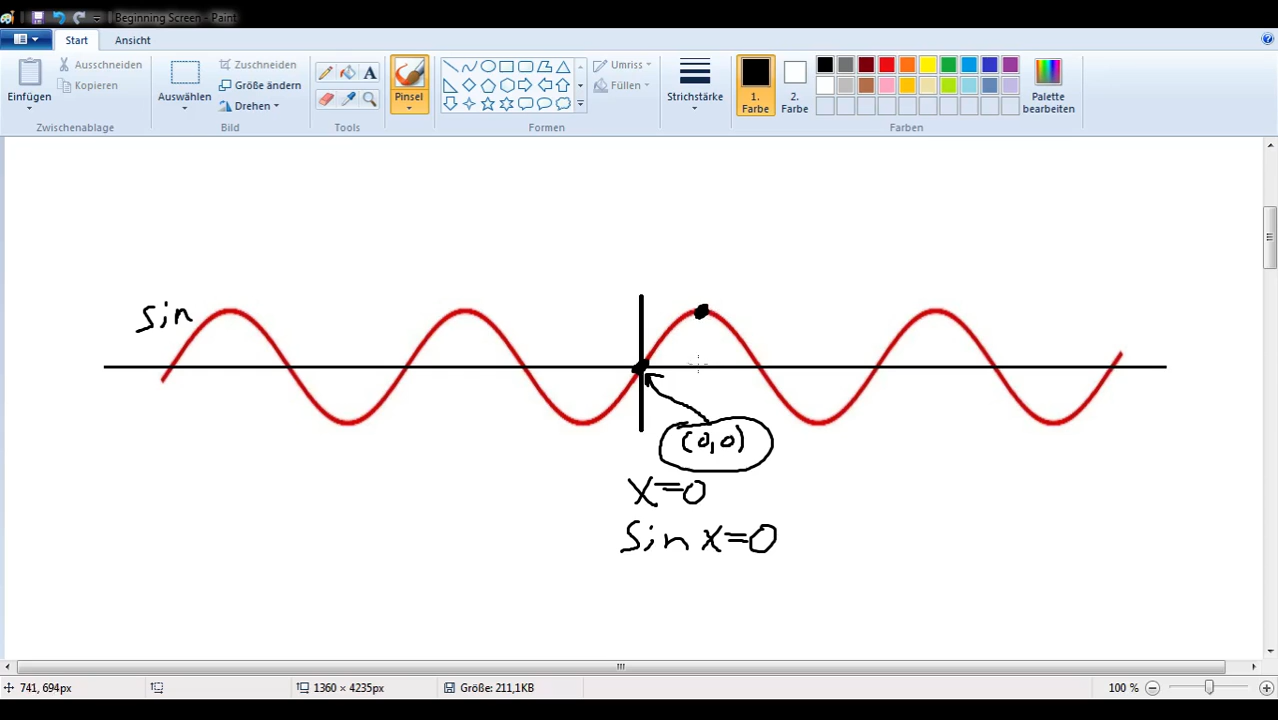 Beginning Screen - Paint
Start
Ansicht
Einfügen
Ausschneiden
Kopieren
Zwischenablage
Auswählen
Zuschneiden
Größe ändern
Drehen
Bild
A
Tools
Pinsel
Umriss
Füllen
Formen
Strichstärke
1.
Farbe
2.
Farbe
Palette
bearbeiten
Farben
sin
(0,0)
x=0
sin x=0
741, 694px
1360 × 4235px
Größe: 211,1KB
100 %